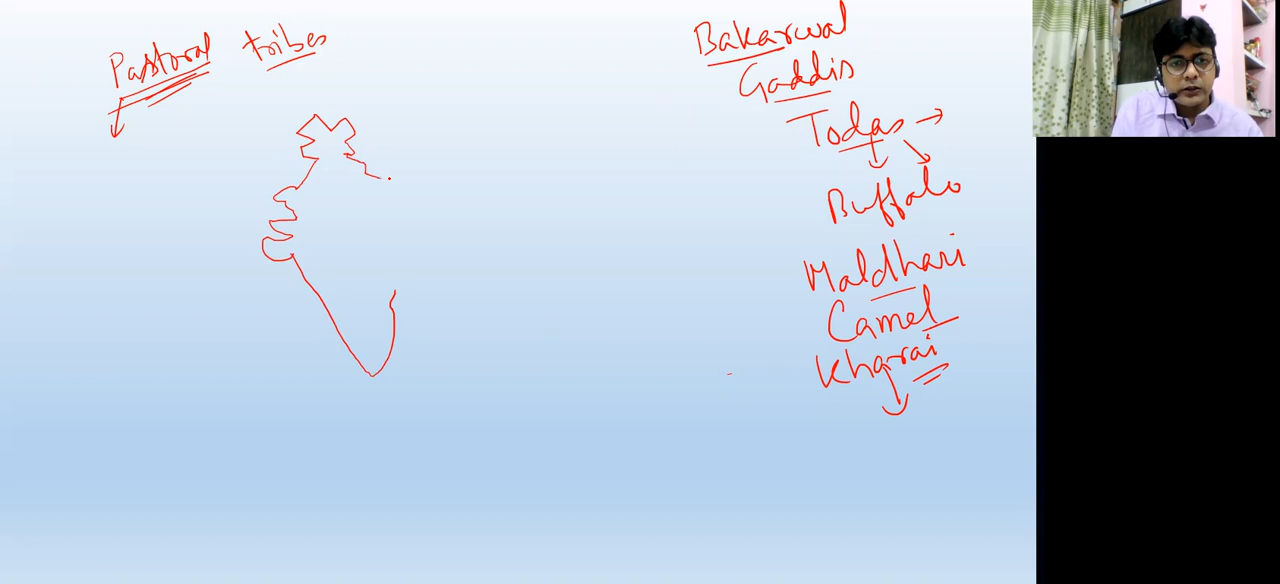 Pastoral tribes
Bakarwal
Gaddis
Todas →
Buffalo
Maldhari
Camel
Kharai